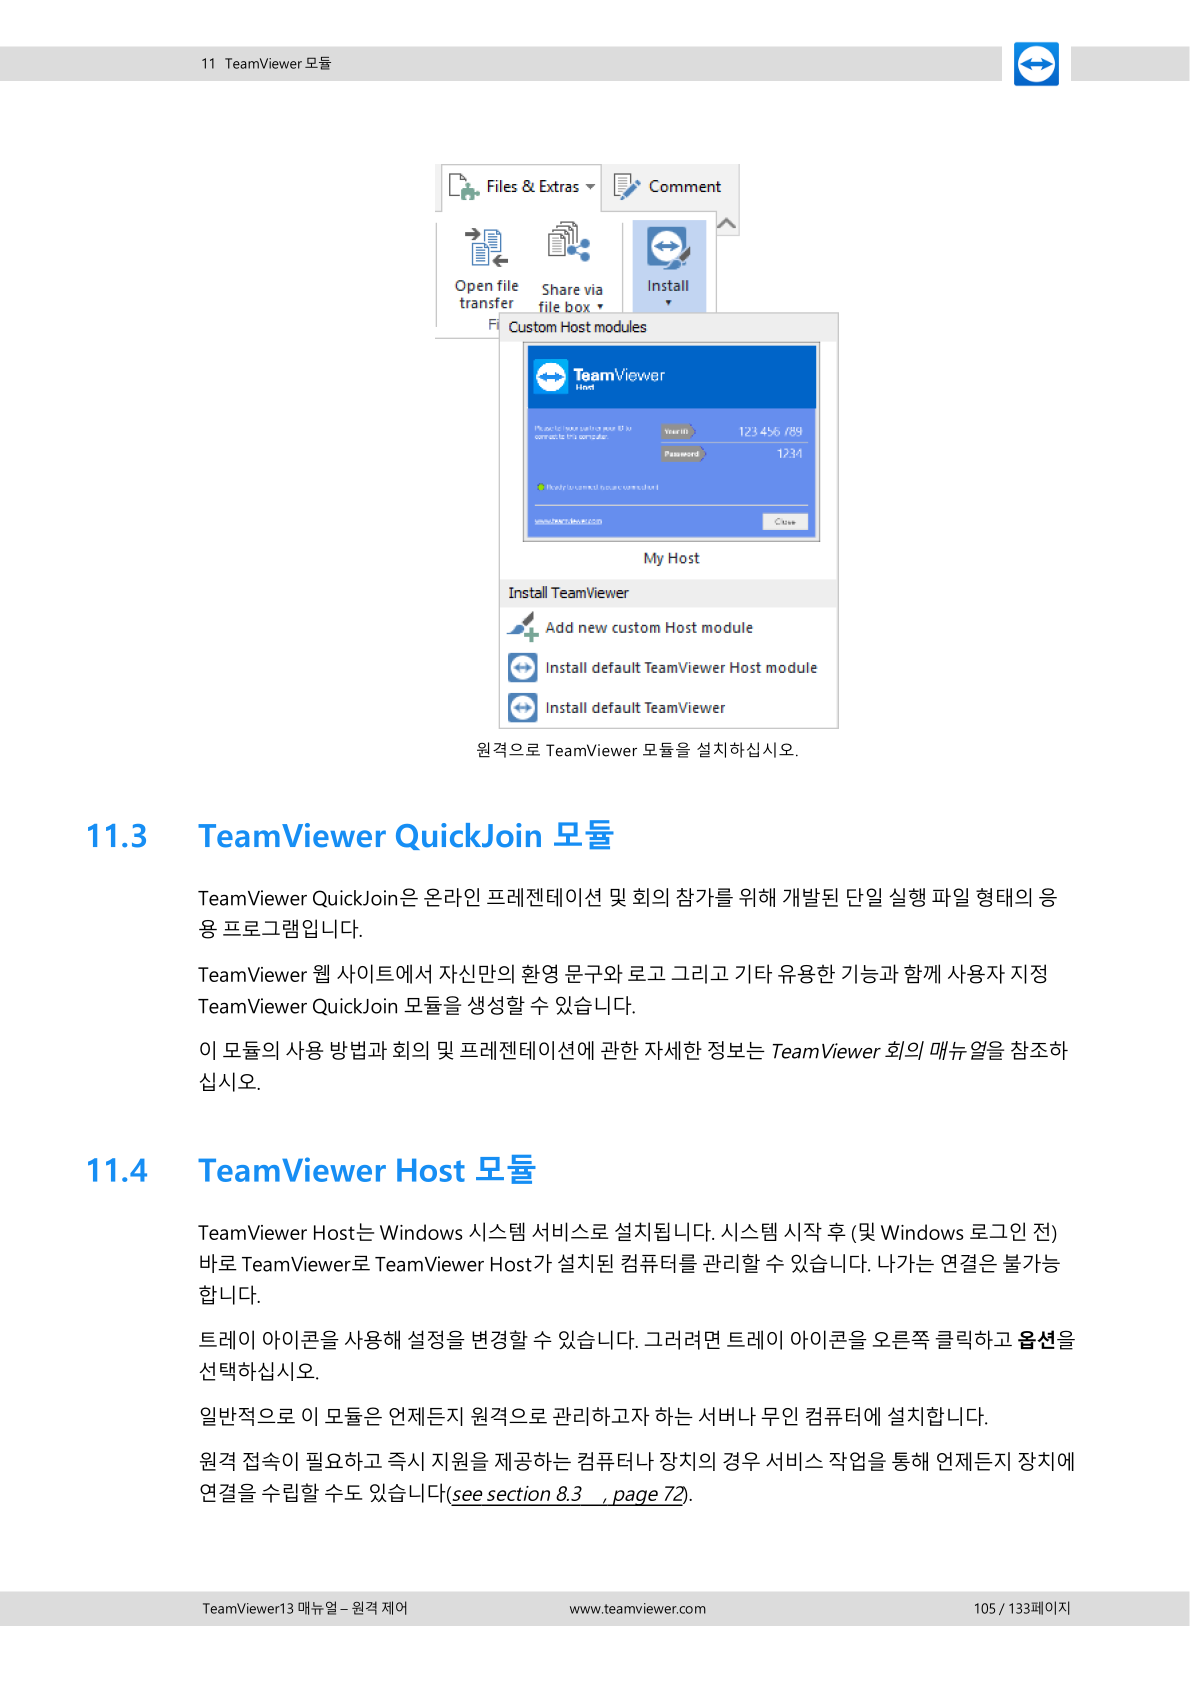 11 TeamViewer 모듈
Files & Extras
Comment
Open file
transfer
Share via
file box
Install
Fi
Custom Host modules
TeamViewer
Host
Please tell your partner your ID to
connect to this computer.
Your ID
123 456 789
Password
1234
Ready to connect (secure connection)
www.teamviewer.com
Close
My Host
Install TeamViewer
Add new custom Host module
Install default TeamViewer Host module
Install default TeamViewer
원격으로 TeamViewer 모듈을 설치하십시오.
11.3 TeamViewer QuickJoin 모듈
TeamViewer QuickJoin은 온라인 프레젠테이션 및 회의 참가를 위해 개발된 단일 실행 파일 형태의 응
용 프로그램입니다.
TeamViewer 웹 사이트에서 자신만의 환영 문구와 로고 그리고 기타 유용한 기능과 함께 사용자 지정
TeamViewer QuickJoin 모듈을 생성할 수 있습니다.
이 모듈의 사용 방법과 회의 및 프레젠테이션에 관한 자세한 정보는 TeamViewer 회의 매뉴얼을 참조하
십시오.
11.4 TeamViewer Host 모듈
TeamViewer Host는 Windows 시스템 서비스로 설치됩니다. 시스템 시작 후 (및 Windows 로그인 전)
바로 TeamViewer로 TeamViewer Host가 설치된 컴퓨터를 관리할 수 있습니다. 나가는 연결은 불가능
합니다.
트레이 아이콘을 사용해 설정을 변경할 수 있습니다. 그러려면 트레이 아이콘을 오른쪽 클릭하고 옵션을
선택하십시오.
일반적으로 이 모듈은 언제든지 원격으로 관리하고자 하는 서버나 무인 컴퓨터에 설치합니다.
원격 접속이 필요하고 즉시 지원을 제공하는 컴퓨터나 장치의 경우 서비스 작업을 통해 언제든지 장치에
연결을 수립할 수도 있습니다(see section 8.3 , page 72).
TeamViewer13 매뉴얼 – 원격 제어 www.teamviewer.com 105 / 133페이지